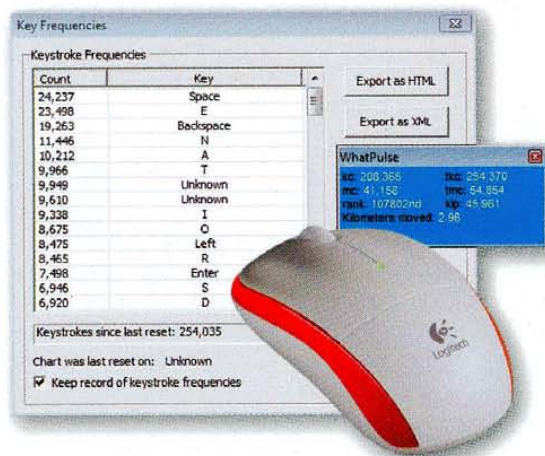 Key Frequencies
Keystroke Frequencies
Count Key
24,237 Space
23,498 E
19,263 Backspace
11,446 N
10,212 A
9,966 T
9,949 Unknown
9,610 Unknown
9,338 I
8,675 O
8,475 Left
8,465 R
7,498 Enter
6,946 S
6,920 D
Keystrokes since last reset: 254,035
Chart was last reset on: Unknown
Keep record of keystroke frequencies
Export as HTML
Export as XML
WhatPulse
kc: 208,365 tkc: 254,370
mc: 41,158 tmc: 54,854
rank: 107802nd kip: 45,961
Kilometers moved: 2.96
Logitech